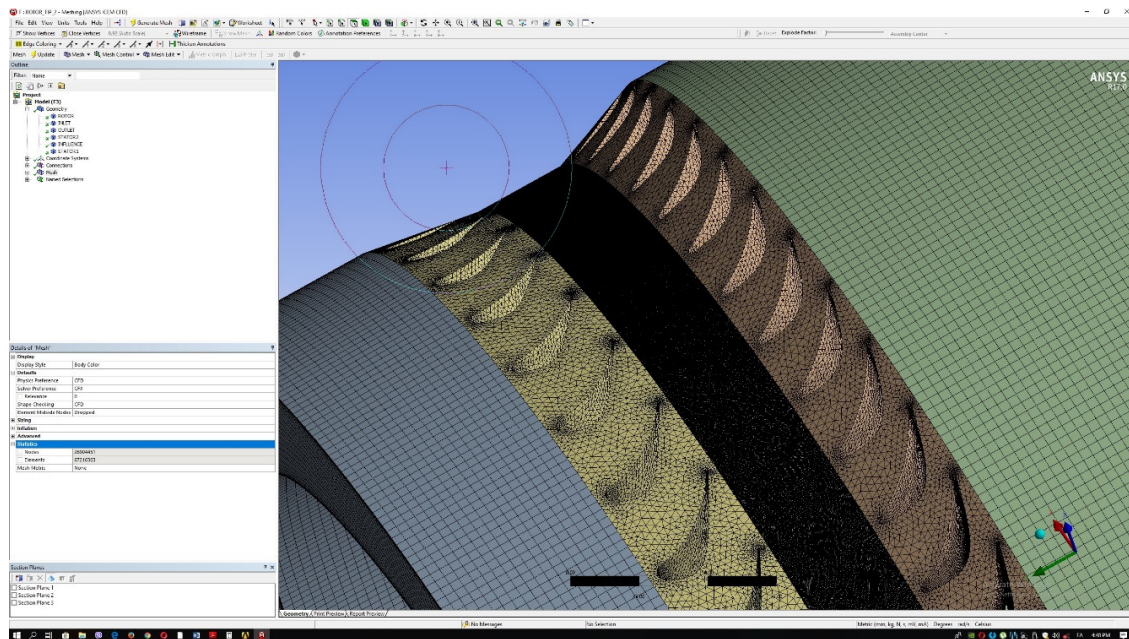 F : ROTOR_TIP_2 - Meshing [ANSYS ICEM CFD]
File Edit View Units Tools Help Generate Mesh Worksheet
Show Vertices Close Vertices Wireframe Random Colors Annotation Preferences
Edge Coloring Thicken Annotations
Explode Factor: Assembly Center
Mesh Update Mesh Mesh Control Mesh Edit
Outline
Filter: Name
Project
Model (F3)
Geometry
ROTOR
INLET
OUTLET
STATOR2
INFLUENCE
STATOR1
Coordinate Systems
Connections
Mesh
Named Selections
ANSYS
R17.0
Details of "Mesh"
Display
Display Style Body Color
Defaults
Physics Preference CFD
Solver Preference CFX
Relevance 0
Shape Checking CFD
Element Midside Nodes Dropped
Sizing
Inflation
Advanced
Statistics
Nodes
Elements
Mesh Metric None
Section Planes
Section Plane 1
Section Plane 2
Section Plane 3
Geometry Print Preview Report Preview
No Messages No Selection Metric (mm, kg, N, s, mV, mA) Degrees rad/s Celsius
4:43 PM